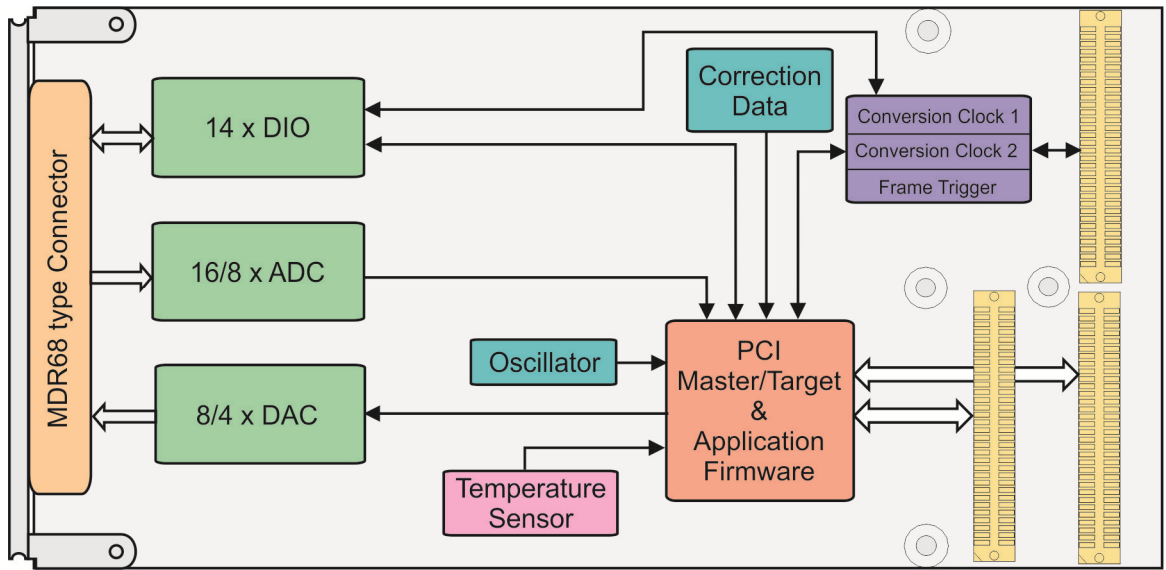 MDR68 type Connector
14 x DIO
16/8 x ADC
8/4 x DAC
Correction
Data
Conversion Clock 1
Conversion Clock 2
Frame Trigger
Oscillator
Temperature
Sensor
PCI
Master/Target
&
Application
Firmware